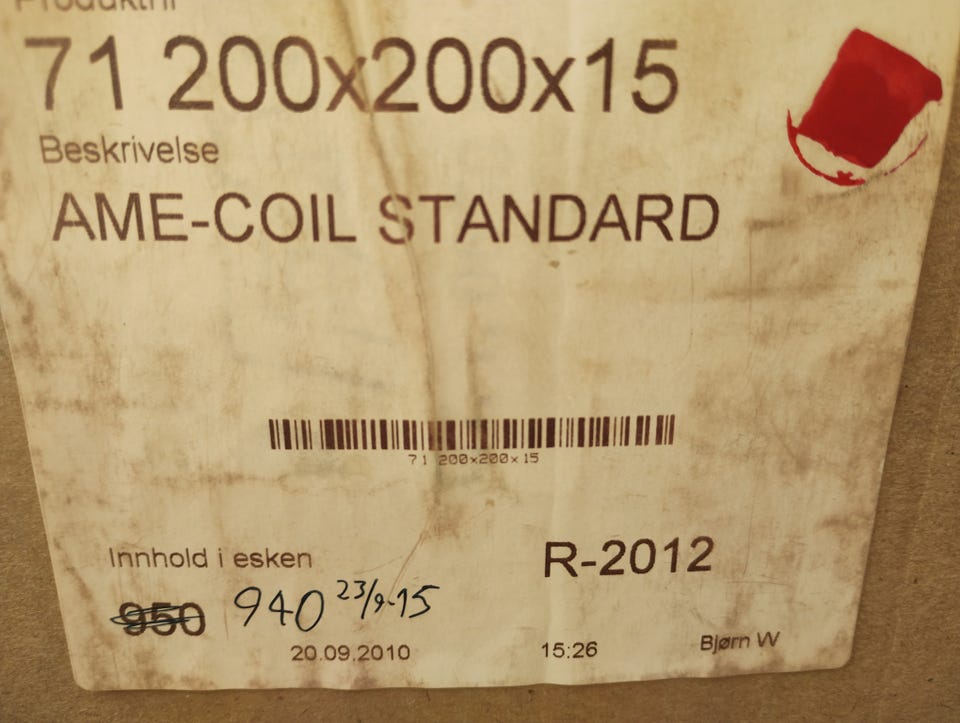 Produktnr
71 200x200x15
Beskrivelse
AME-COIL STANDARD
71 200x200x15
Innhold i esken
R-2012
950 940 23/9-15
20.09.2010 15:26 Bjørn W